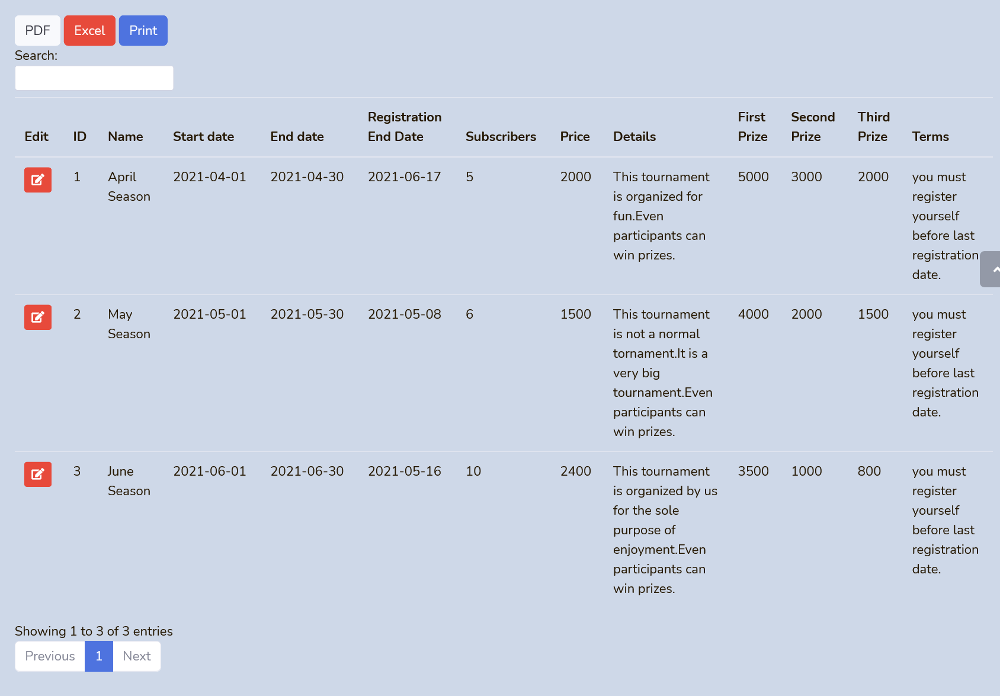 PDF Excel Print
Search:
Edit ID Name Start date End date Registration End Date Subscribers Price Details First Prize Second Prize Third Prize Terms
1 April Season 2021-04-01 2021-04-30 2021-06-17 5 2000 This tournament is organized for fun.Even participants can win prizes. 5000 3000 2000 you must register yourself before last registration date.
2 May Season 2021-05-01 2021-05-30 2021-05-08 6 1500 This tournament is not a normal tornament.It is a very big tournament.Even participants can win prizes. 4000 2000 1500 you must register yourself before last registration date.
3 June Season 2021-06-01 2021-06-30 2021-05-16 10 2400 This tournament is organized by us for the sole purpose of enjoyment.Even participants can win prizes. 3500 1000 800 you must register yourself before last registration date.
Showing 1 to 3 of 3 entries
Previous 1 Next